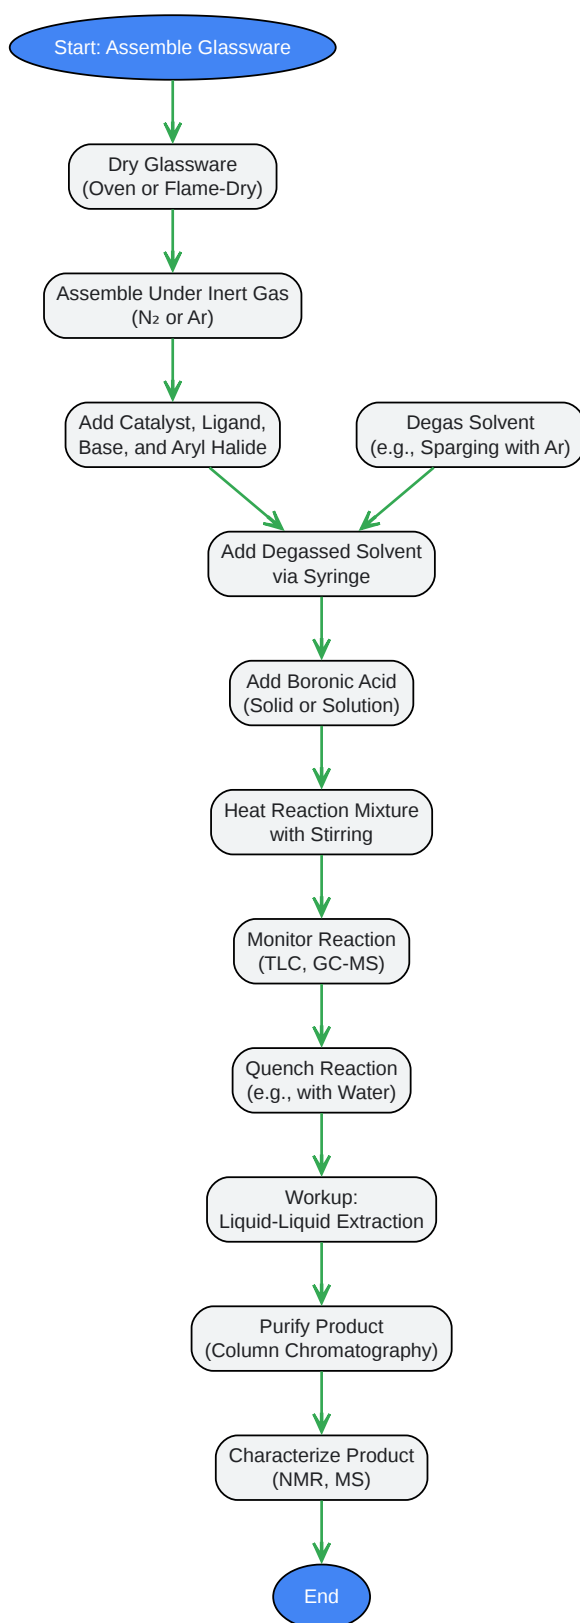 Start: Assemble Glassware
Dry Glassware
(Oven or Flame-Dry)
Assemble Under Inert Gas
(N₂ or Ar)
Add Catalyst, Ligand,
Base, and Aryl Halide
Degas Solvent
(e.g., Sparging with Ar)
Add Degassed Solvent
via Syringe
Add Boronic Acid
(Solid or Solution)
Heat Reaction Mixture
with Stirring
Monitor Reaction
(TLC, GC-MS)
Quench Reaction
(e.g., with Water)
Workup:
Liquid-Liquid Extraction
Purify Product
(Column Chromatography)
Characterize Product
(NMR, MS)
End